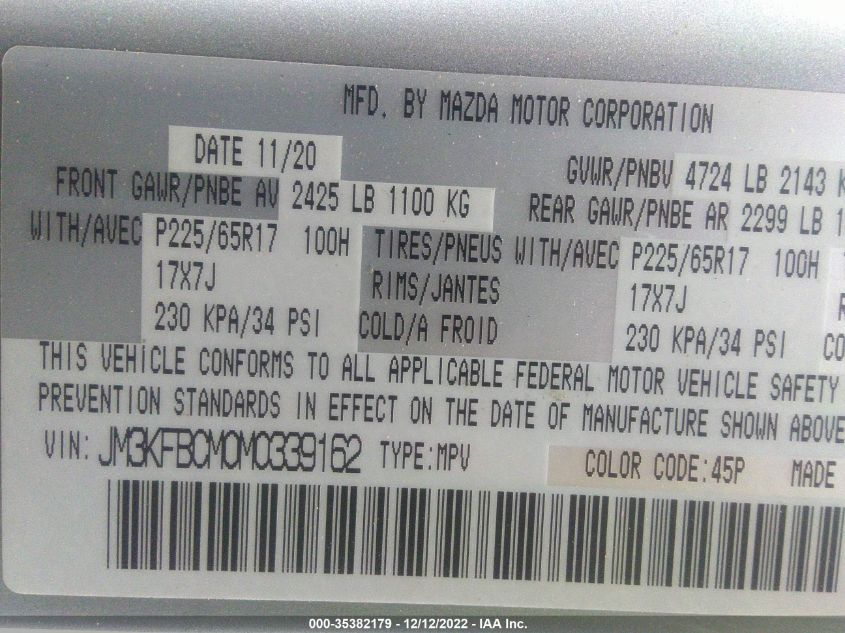 MFD. BY MAZDA MOTOR CORPORATION
DATE 11/20
GVWR/PNBV 4724 LB 2143 K
FRONT GAWR/PNBE AV 2425 LB 1100 KG
REAR GAWR/PNBE AR 2299 LB 1
WITH/AVEC P225/65R17 100H TIRES/PNEUS WITH/AVEC P225/65R17 100H
17X7J RIMS/JANTES 17X7J
230 KPA/34 PSI COLD/A FROID 230 KPA/34 PSI CO
THIS VEHICLE CONFORMS TO ALL APPLICABLE FEDERAL MOTOR VEHICLE SAFETY
PREVENTION STANDARDS IN EFFECT ON THE DATE OF MANUFACTURE SHOWN ABOVE
VIN: JM3KFBCM0M0339162 TYPE:MPV COLOR CODE:45P MADE
000-35382179 - 12/12/2022 - IAA Inc.